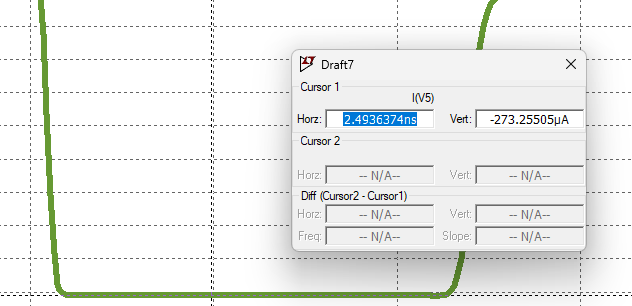 Draft7
Cursor 1
I(V5)
Horz: 2.4936374ns Vert: -273.25505µA
Cursor 2
Horz: -- N/A-- Vert: -- N/A--
Diff (Cursor2 - Cursor1)
Horz: -- N/A-- Vert: -- N/A--
Freq: -- N/A-- Slope: -- N/A--